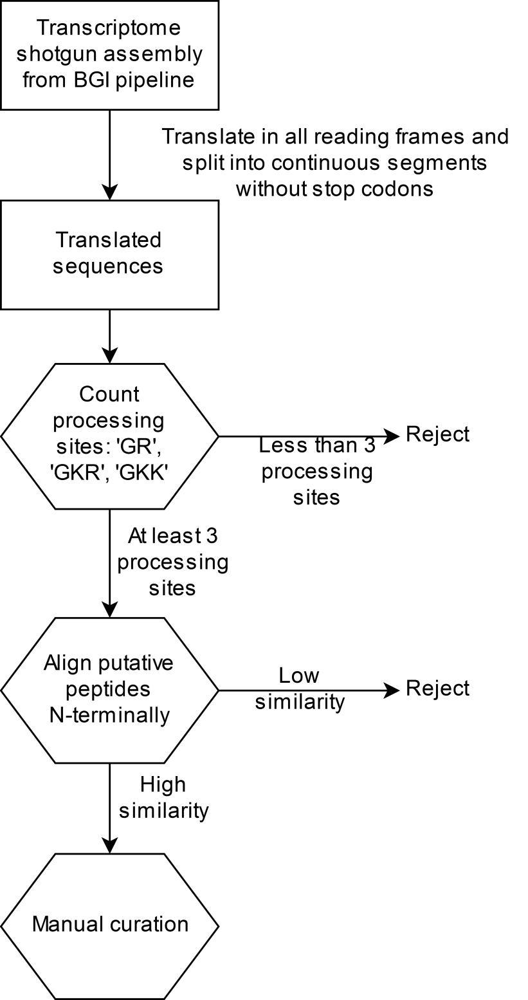 Transcriptome
shotgun assembly
from BGI pipeline
Translate in all reading frames and
split into continuous segments
without stop codons
Translated
sequences
Count
processing
sites: 'GR',
'GKR', 'GKK'
Reject
Less than 3
processing
sites
At least 3
processing
sites
Align putative
peptides
N-terminally
Low
similarity
Reject
High
similarity
Manual curation